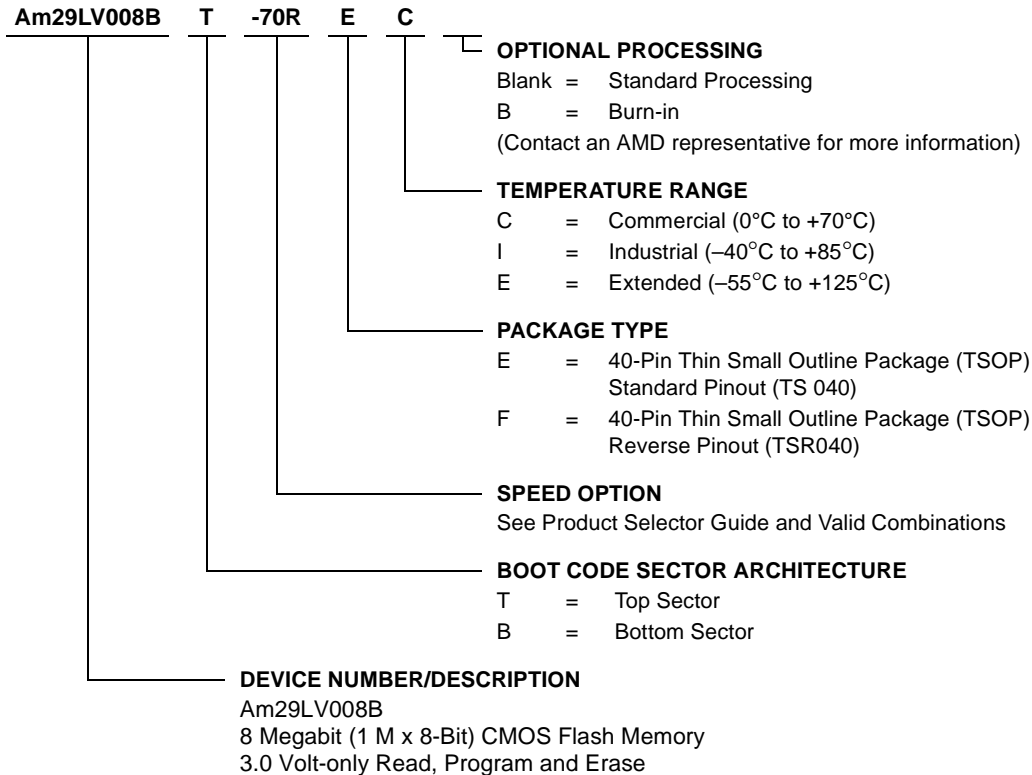 Am29LV008B T -70R E C
OPTIONAL PROCESSING
Blank = Standard Processing
B = Burn-in
(Contact an AMD representative for more information)
TEMPERATURE RANGE
C = Commercial (0°C to +70°C)
I = Industrial (–40°C to +85°C)
E = Extended (–55°C to +125°C)
PACKAGE TYPE
E = 40-Pin Thin Small Outline Package (TSOP)
Standard Pinout (TS 040)
F = 40-Pin Thin Small Outline Package (TSOP)
Reverse Pinout (TSR040)
SPEED OPTION
See Product Selector Guide and Valid Combinations
BOOT CODE SECTOR ARCHITECTURE
T = Top Sector
B = Bottom Sector
DEVICE NUMBER/DESCRIPTION
Am29LV008B
8 Megabit (1 M x 8-Bit) CMOS Flash Memory
3.0 Volt-only Read, Program and Erase